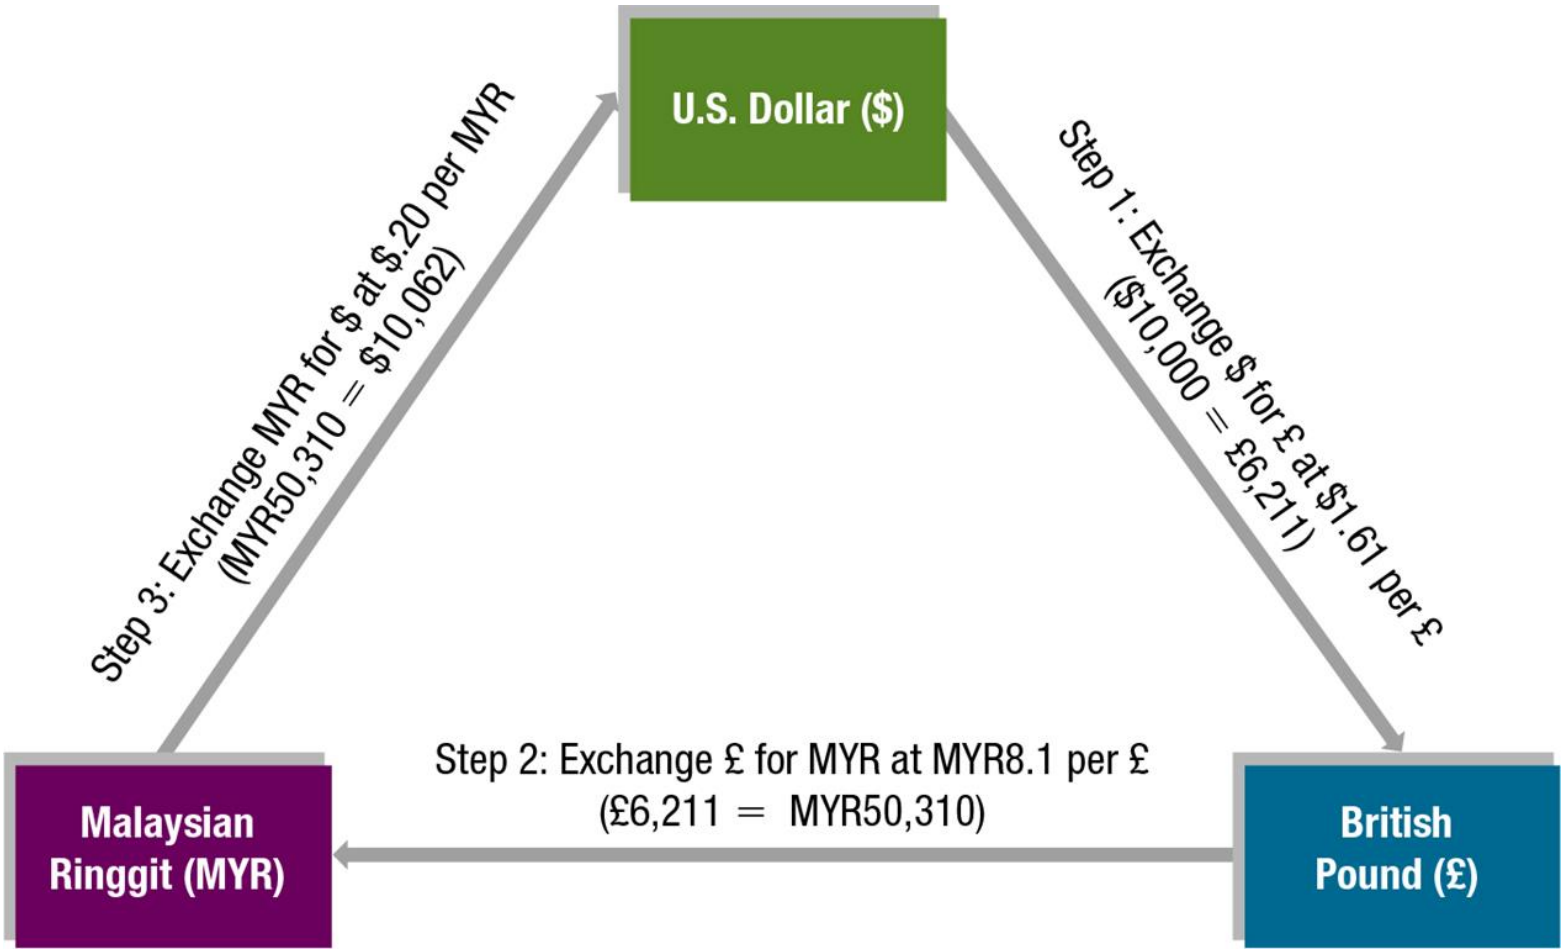 U.S. Dollar ($)
Step 1: Exchange $ for £ at $1.61 per £
($10,000 = £6,211)
Step 3: Exchange MYR for $ at $.20 per MYR
(MYR50,310 = $10,062)
Step 2: Exchange £ for MYR at MYR8.1 per £
(£6,211 = MYR50,310)
Malaysian
Ringgit (MYR)
British
Pound (£)